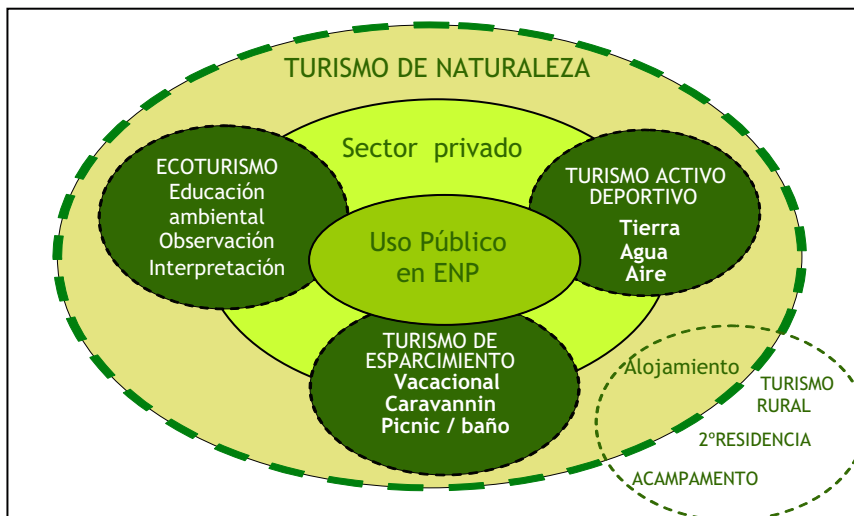 TURISMO DE NATURALEZA
Sector privado
ECOTURISMO
Educación
ambiental
Observación
Interpretación
TURISMO ACTIVO
DEPORTIVO
Tierra
Agua
Aire
Uso Público
en ENP
TURISMO DE
ESPARCIMIENTO
Vacacional
Caravannin
Picnic / baño
Alojamiento
TURISMO
RURAL
2ºRESIDENCIA
ACAMPAMENTO